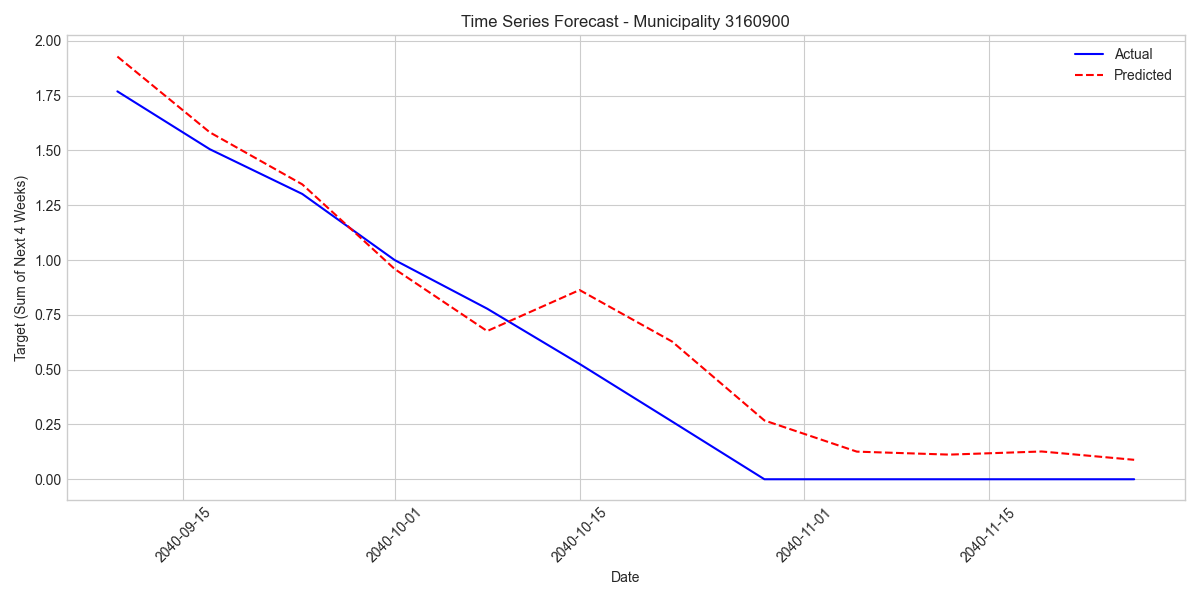 Time Series Forecast - Municipality 3160900
Actual
Predicted
Target (Sum of Next 4 Weeks)
2.00
1.75
1.50
1.25
1.00
0.75
0.50
0.25
0.00
2040-09-15
2040-10-01
2040-10-15
2040-11-01
2040-11-15
Date